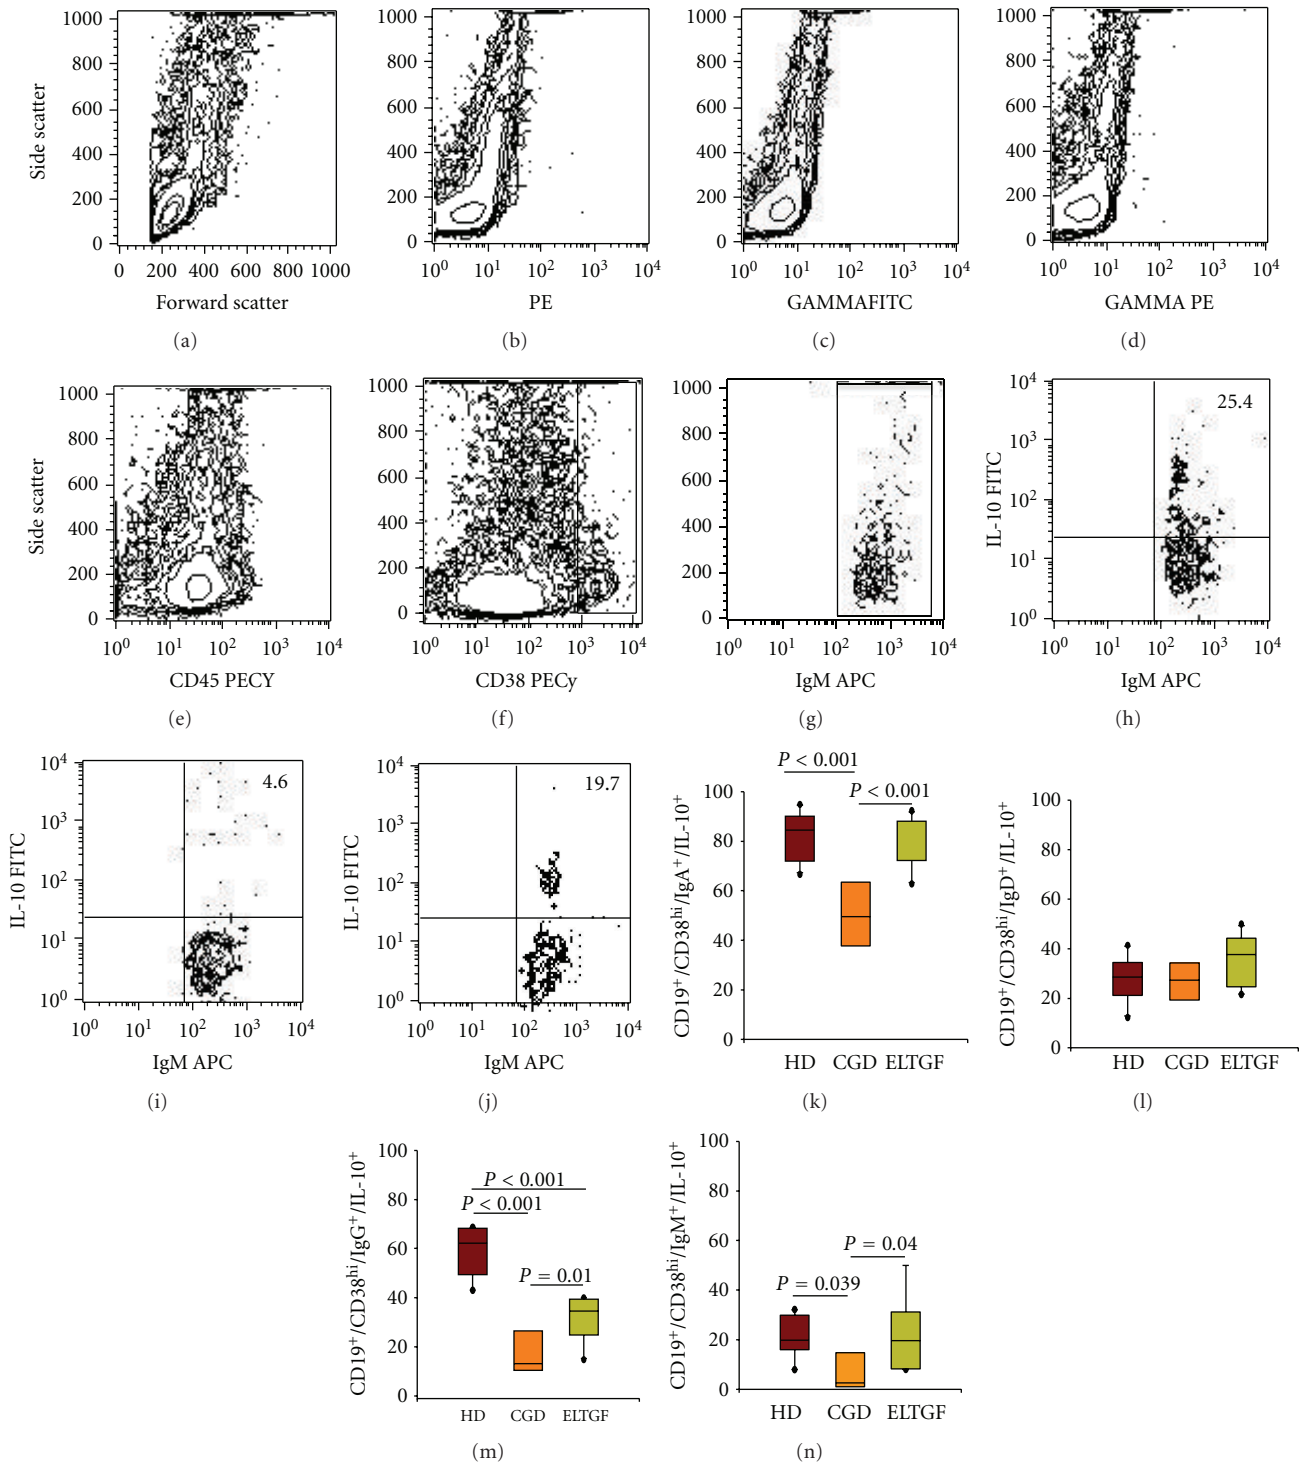 1000
800
600
400
200
0
Side scatter
0 200 400 600 800 1000
Forward scatter
(a)
1000
800
600
400
200
0
10⁰ 10¹ 10² 10³ 10⁴
PE
(b)
1000
800
600
400
200
0
10⁰ 10¹ 10² 10³ 10⁴
GAMMAFITC
(c)
1000
800
600
400
200
0
10⁰ 10¹ 10² 10³ 10⁴
GAMMA PE
(d)
1000
800
600
400
200
0
Side scatter
10⁰ 10¹ 10² 10³ 10⁴
CD45 PECY
(e)
1000
800
600
400
200
0
10⁰ 10¹ 10² 10³ 10⁴
CD38 PECy
(f)
1000
800
600
400
200
0
10⁰ 10¹ 10² 10³ 10⁴
IgM APC
(g)
10⁴
10³
10²
10¹
10⁰
IL-10 FITC
25.4
10⁰ 10¹ 10² 10³ 10⁴
IgM APC
(h)
10⁴
10³
10²
10¹
10⁰
IL-10 FITC
4.6
10⁰ 10¹ 10² 10³ 10⁴
IgM APC
(i)
10⁴
10³
10²
10¹
10⁰
IL-10 FITC
19.7
10⁰ 10¹ 10² 10³ 10⁴
IgM APC
(j)
P < 0.001
P < 0.001
100
80
60
40
20
0
CD19⁺/CD38ʰⁱ/IgA⁺/IL-10⁺
HD CGD ELTGF
(k)
100
80
60
40
20
0
CD19⁺/CD38ʰⁱ/IgD⁺/IL-10⁺
HD CGD ELTGF
(l)
100
80
60
40
20
0
CD19⁺/CD38ʰⁱ/IgG⁺/IL-10⁺
P < 0.001
P < 0.001
P = 0.01
HD CGD ELTGF
(m)
100
80
60
40
20
0
CD19⁺/CD38ʰⁱ/IgM⁺/IL-10⁺
P = 0.04
P = 0.039
HD CGD ELTGF
(n)